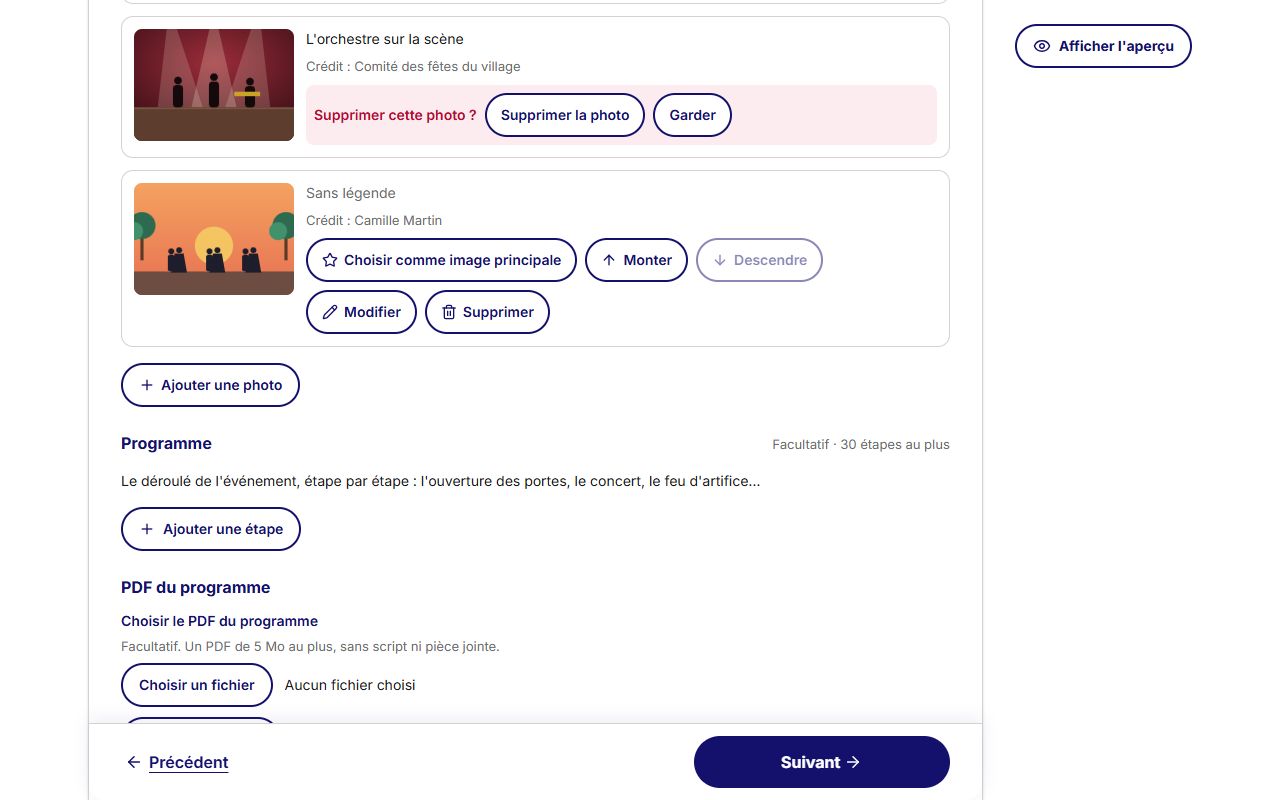 L'orchestre sur la scène
Crédit : Comité des fêtes du village
Supprimer cette photo ? Supprimer la photo Garder
Sans légende
Crédit : Camille Martin
Choisir comme image principale Monter Descendre
Modifier Supprimer
Ajouter une photo
Programme Facultatif · 30 étapes au plus
Le déroulé de l'événement, étape par étape : l'ouverture des portes, le concert, le feu d'artifice…
Ajouter une étape
PDF du programme
Choisir le PDF du programme
Facultatif. Un PDF de 5 Mo au plus, sans script ni pièce jointe.
Choisir un fichier Aucun fichier choisi
Précédent Suivant
Afficher l'aperçu